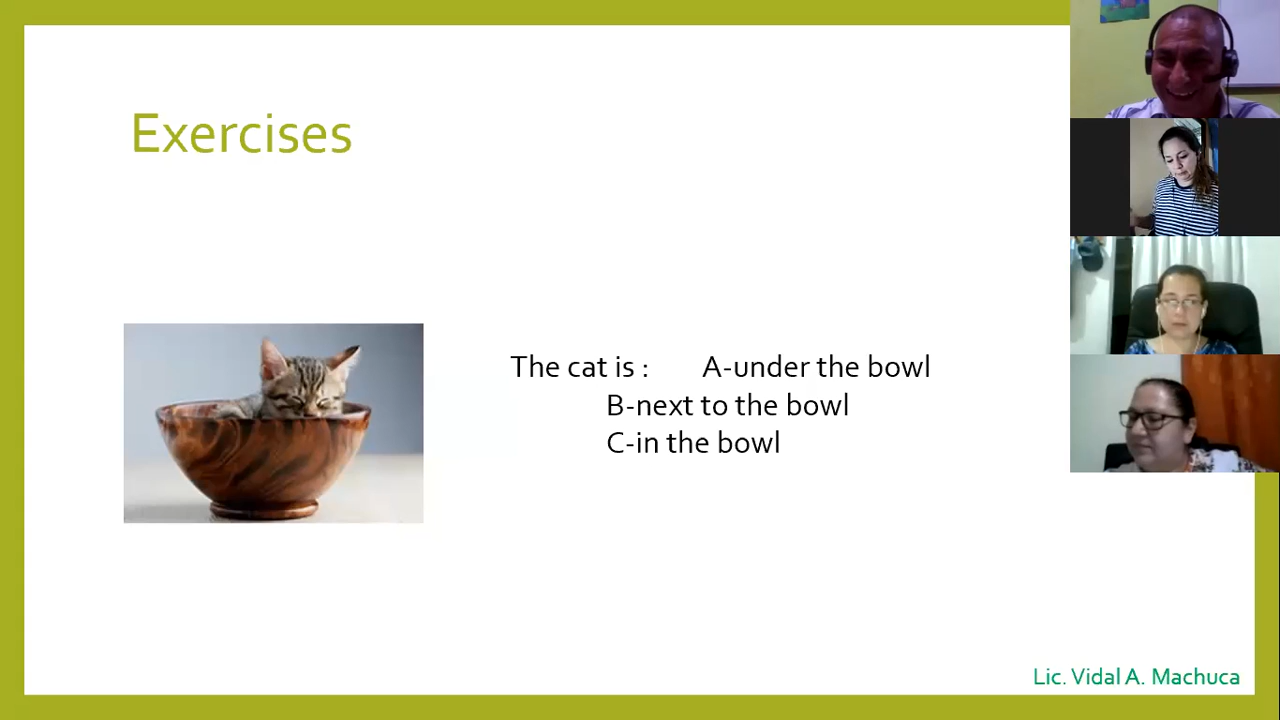 Exercises
The cat is : A-under the bowl
B-next to the bowl
C-in the bowl
Lic. Vidal A. Machuca